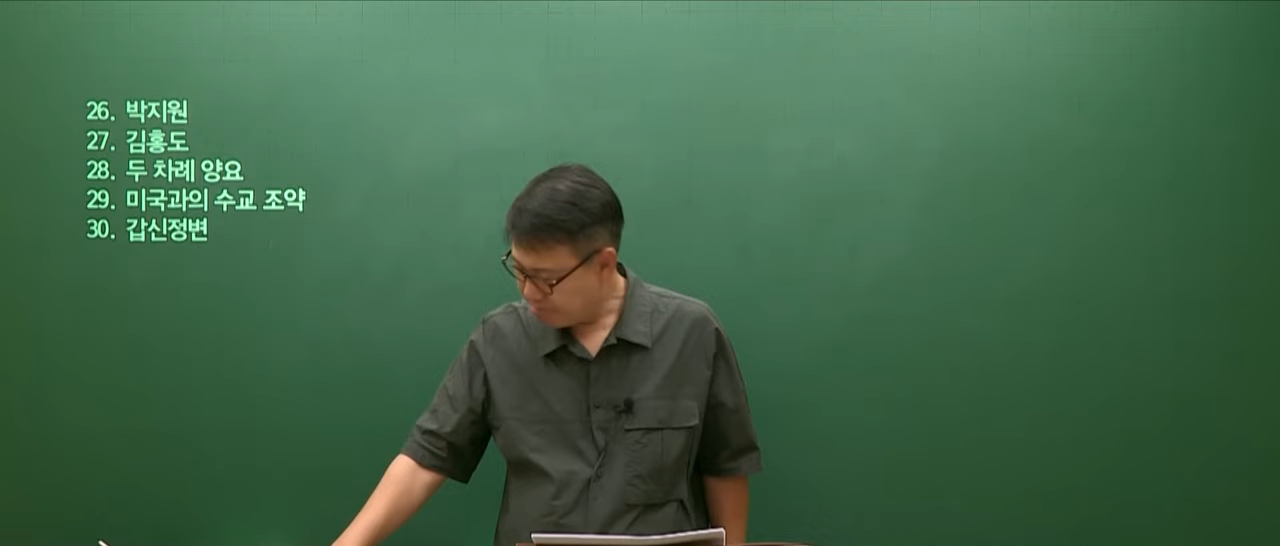 26. 박지원
27. 김홍도
28. 두 차례 양요
29. 미국과의 수교 조약
30. 갑신정변